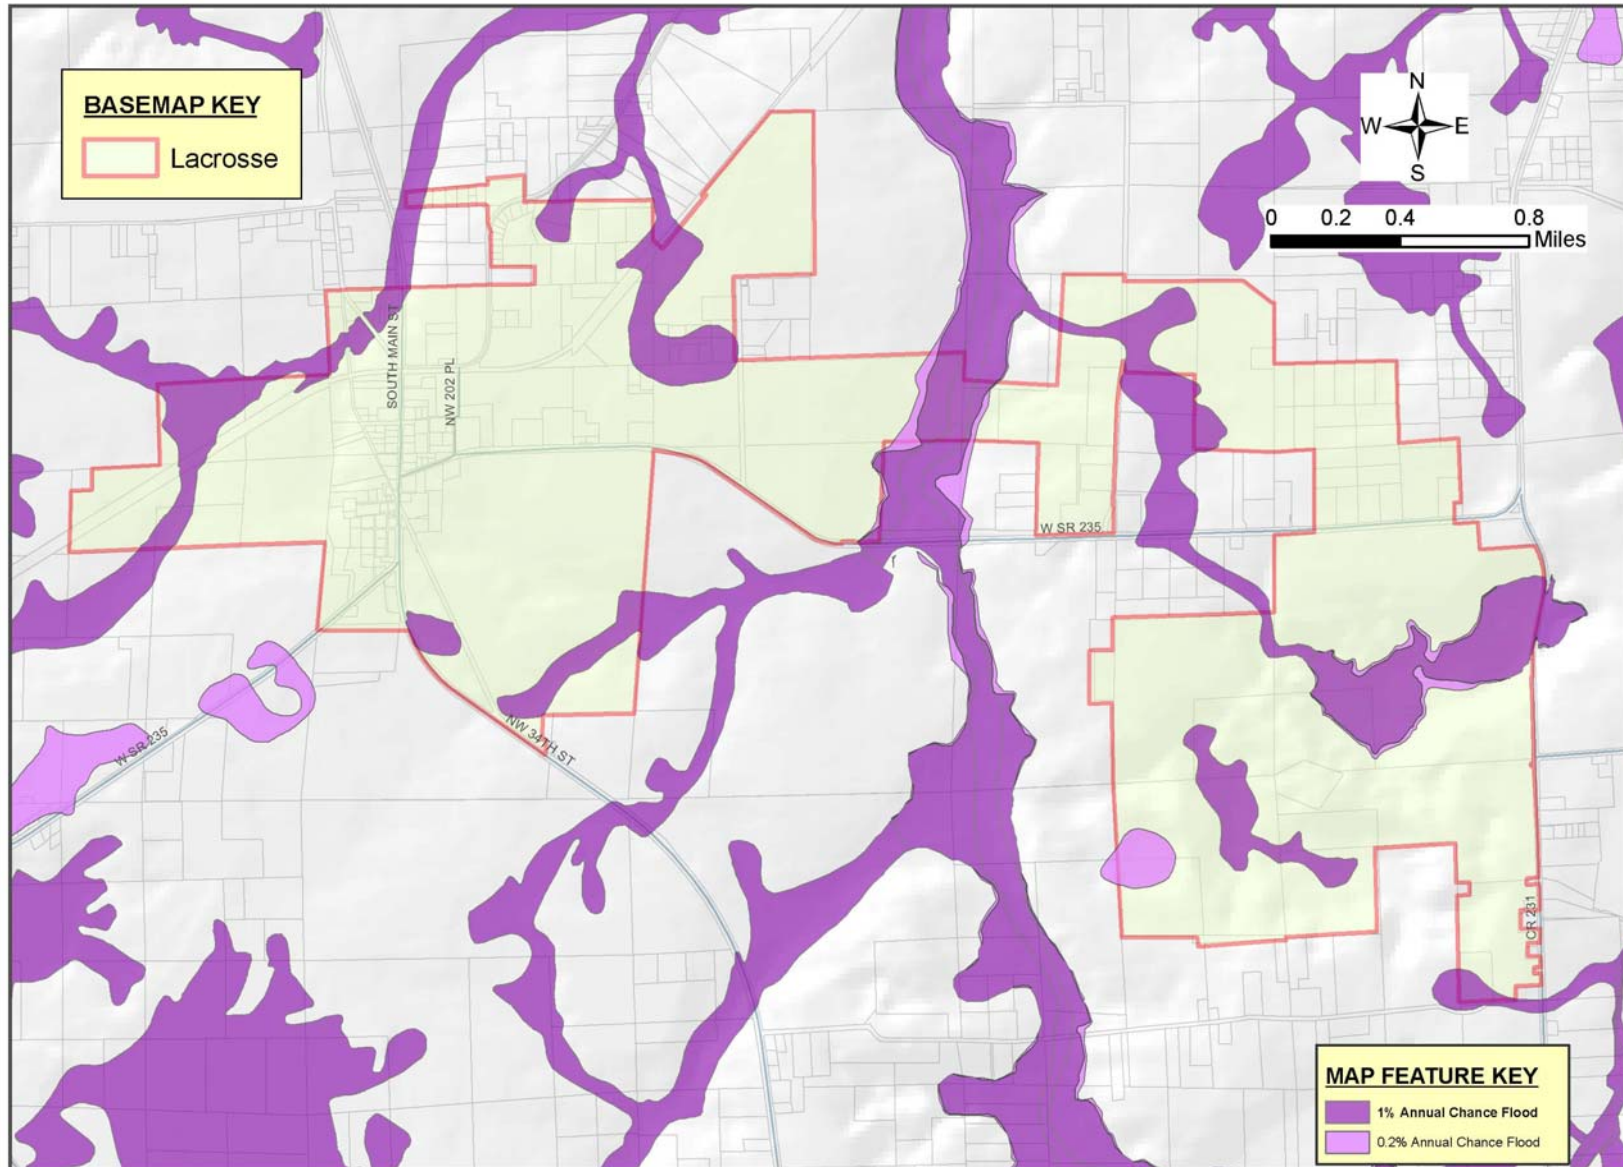 BASEMAP KEY
Lacrosse
N
W E
S
0 0.2 0.4 0.8
Miles
SOUTH MAIN ST
NW 202 PL
W SR 235
W SR 235
NW 34TH ST
CR 231
MAP FEATURE KEY
1% Annual Chance Flood
0.2% Annual Chance Flood